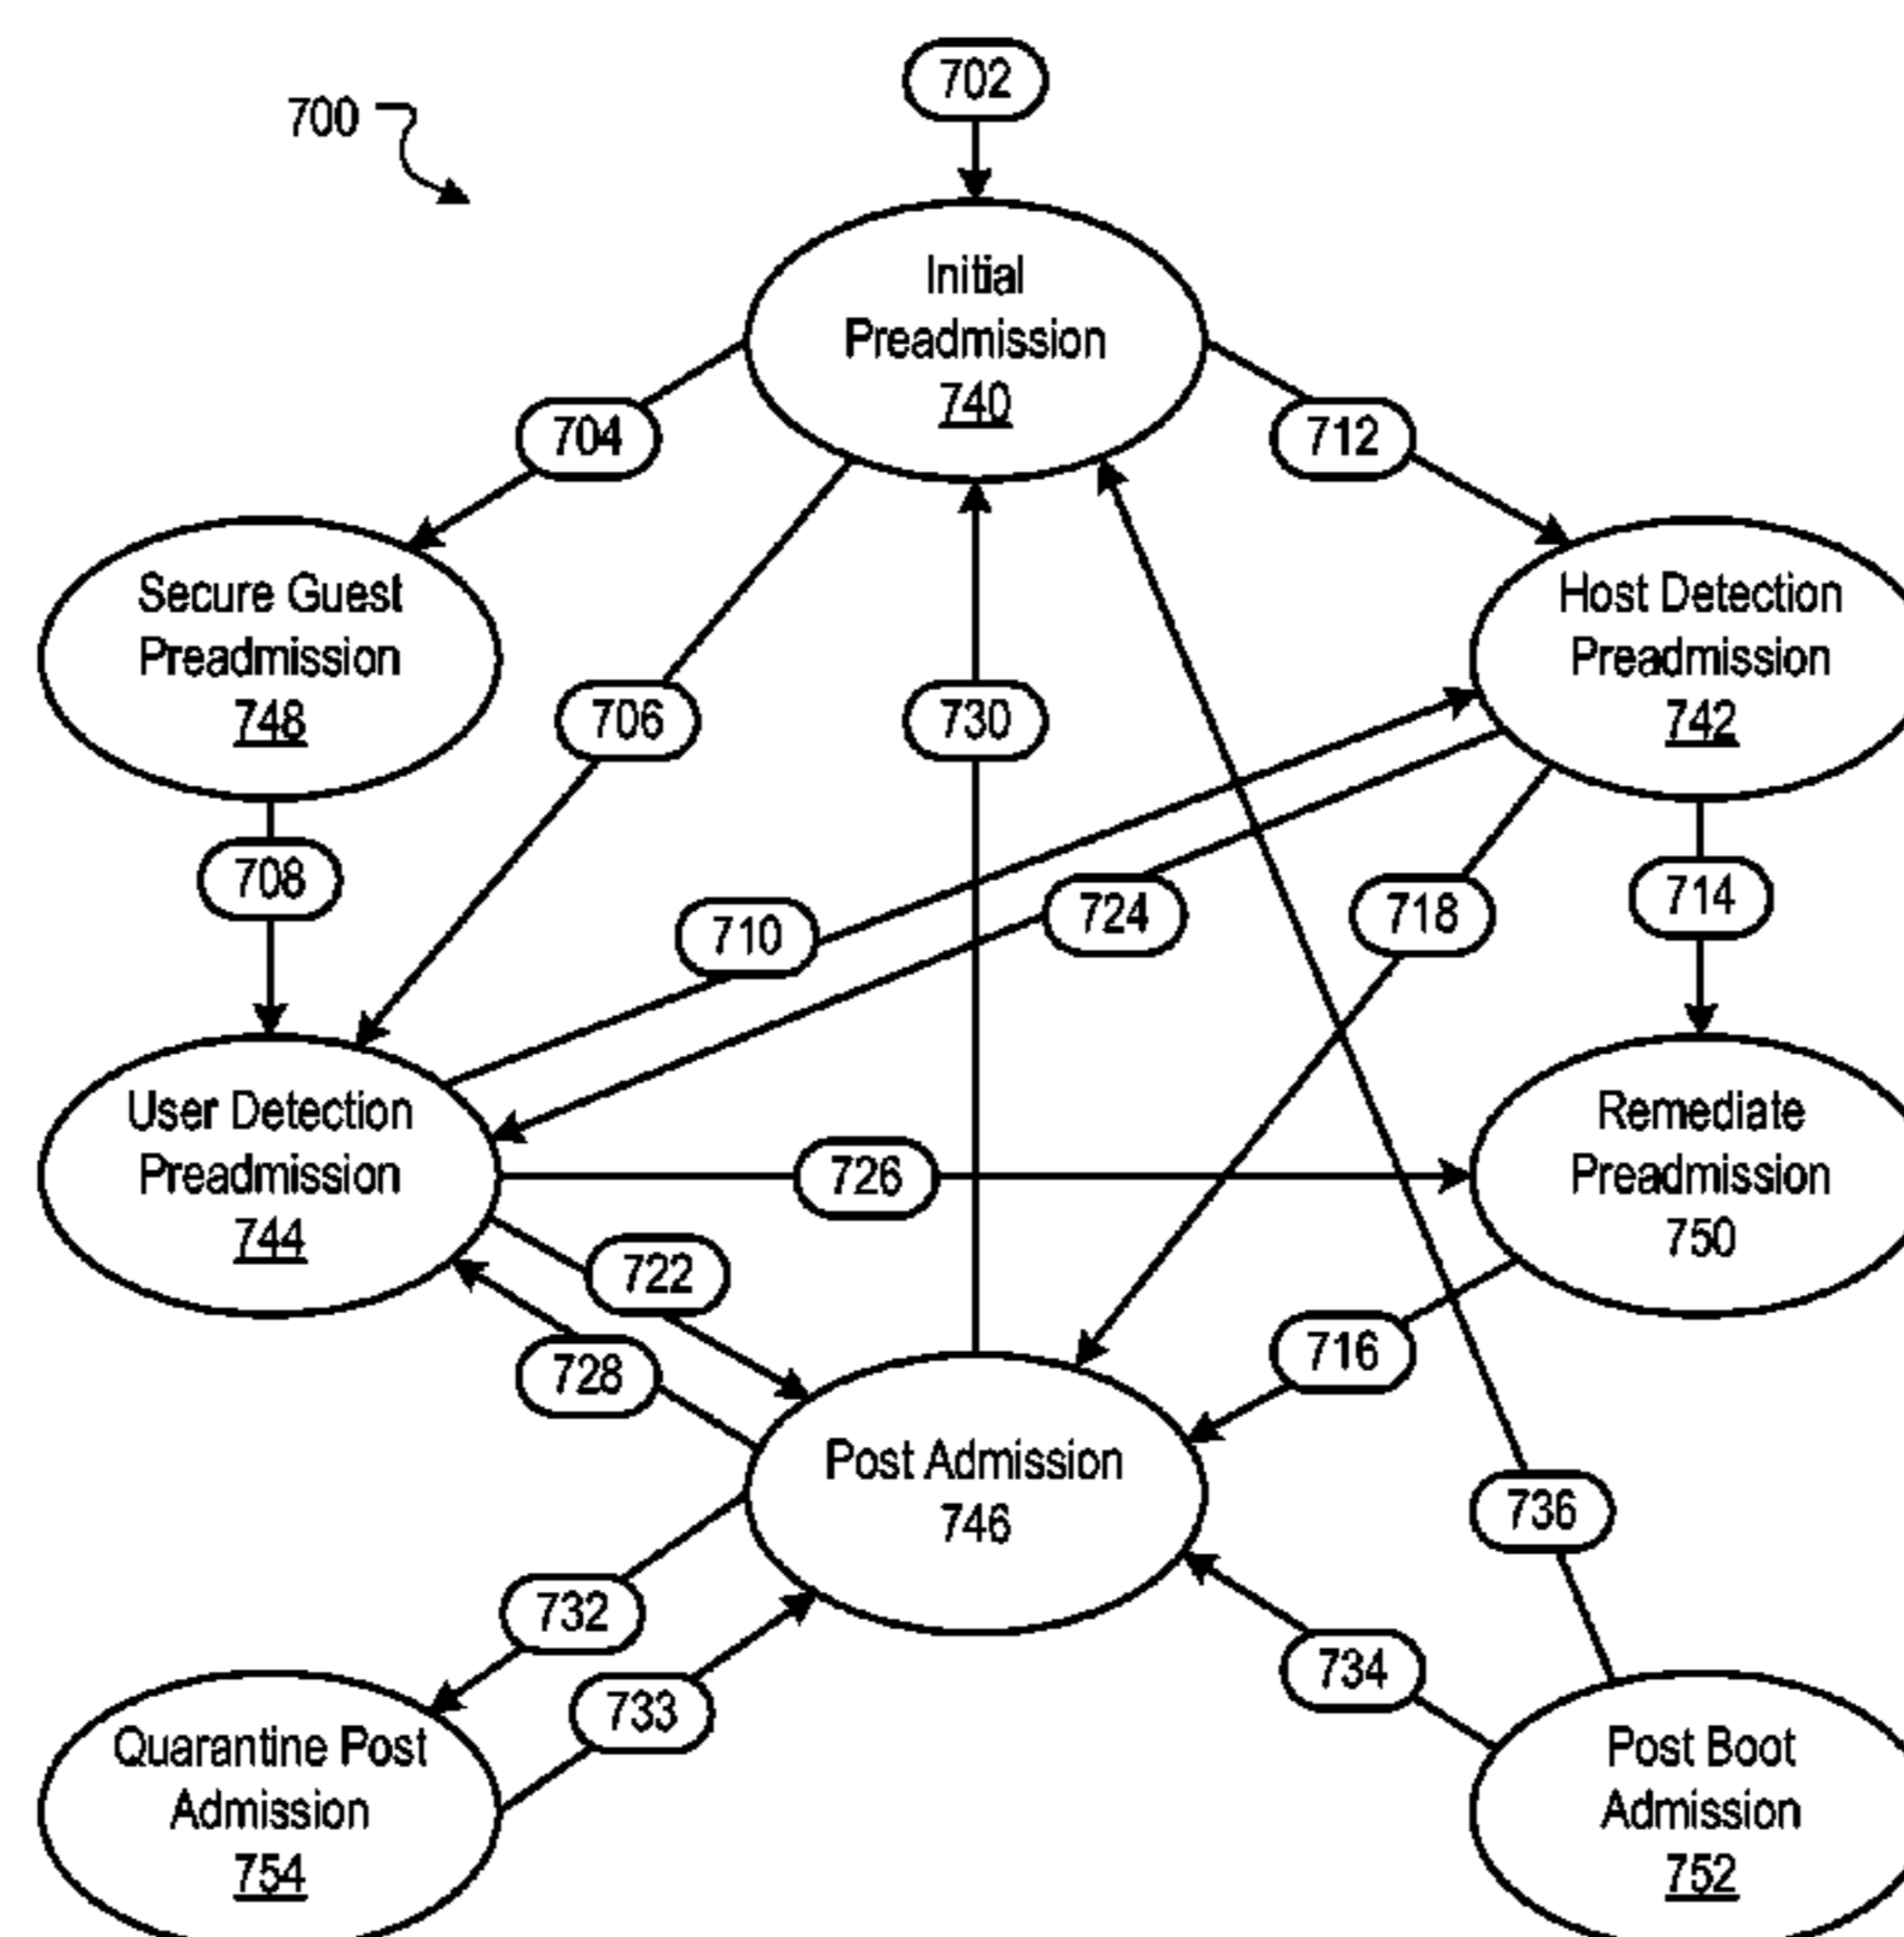 702
700
Initial
Preadmission
740
704
712
Secure Guest
Preadmission
748
Host Detection
Preadmission
742
706
730
708
710
724
718
714
User Detection
Preadmission
744
726
Remediate
Preadmission
750
722
728
716
Post Admission
746
736
732
733
734
Quarantine Post
Admission
754
Post Boot
Admission
752